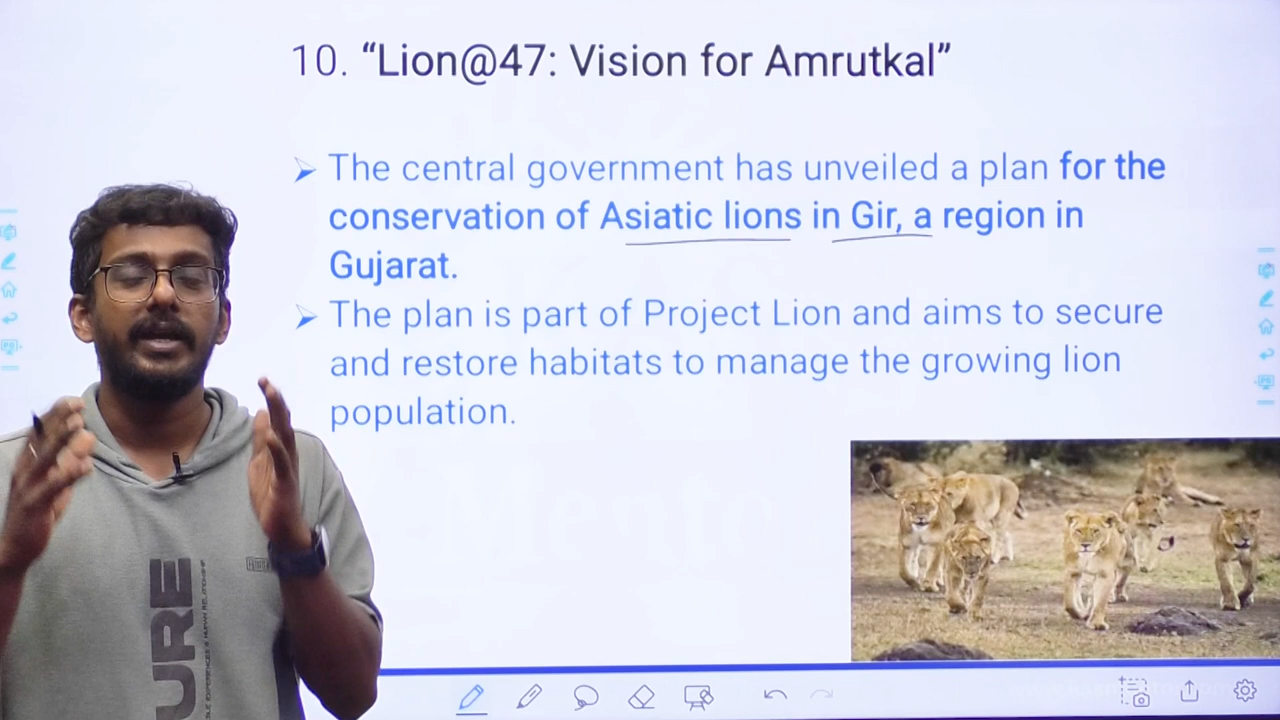 10. “Lion@47: Vision for Amrutkal”
➢ The central government has unveiled a plan for the
conservation of Asiatic lions in Gir, a region in
Gujarat.
➢ The plan is part of Project Lion and aims to secure
and restore habitats to manage the growing lion
population.
URE